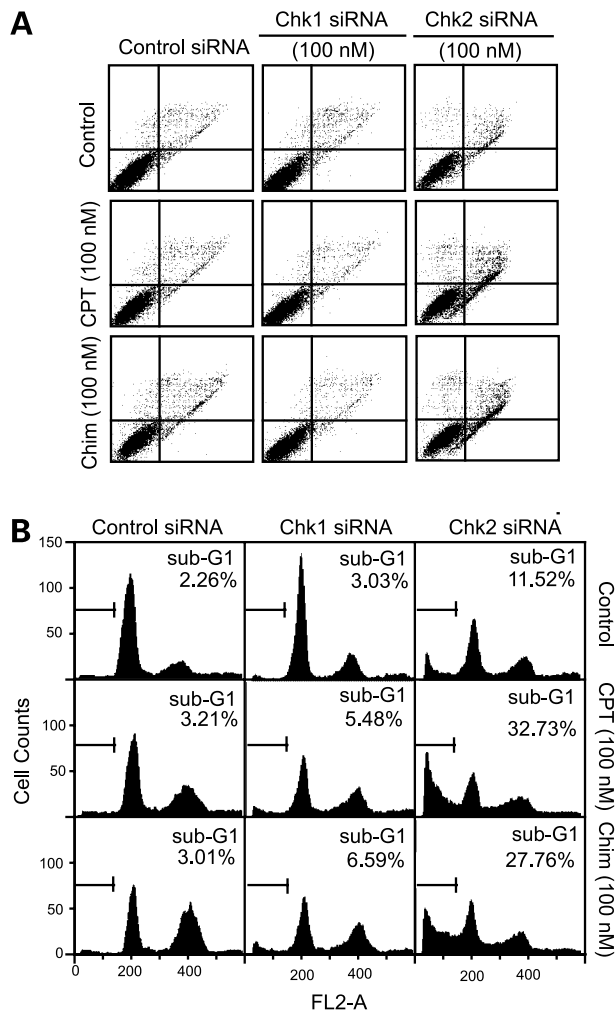 A
Control siRNA
Chk1 siRNA
(100 nM)
Chk2 siRNA
(100 nM)
Control
CPT (100 nM)
Chim (100 nM)
B
Control siRNA
Chk1 siRNA
Chk2 siRNA
150
100
50
sub-G1
2.26%
sub-G1
3.03%
sub-G1
11.52%
Control
100
50
sub-G1
3.21%
sub-G1
5.48%
sub-G1
32.73%
CPT (100 nM)
100
50
0
sub-G1
3.01%
sub-G1
6.59%
sub-G1
27.76%
Chim (100 nM)
Cell Counts
0 200 400 200 400 200 400 600
FL2-A